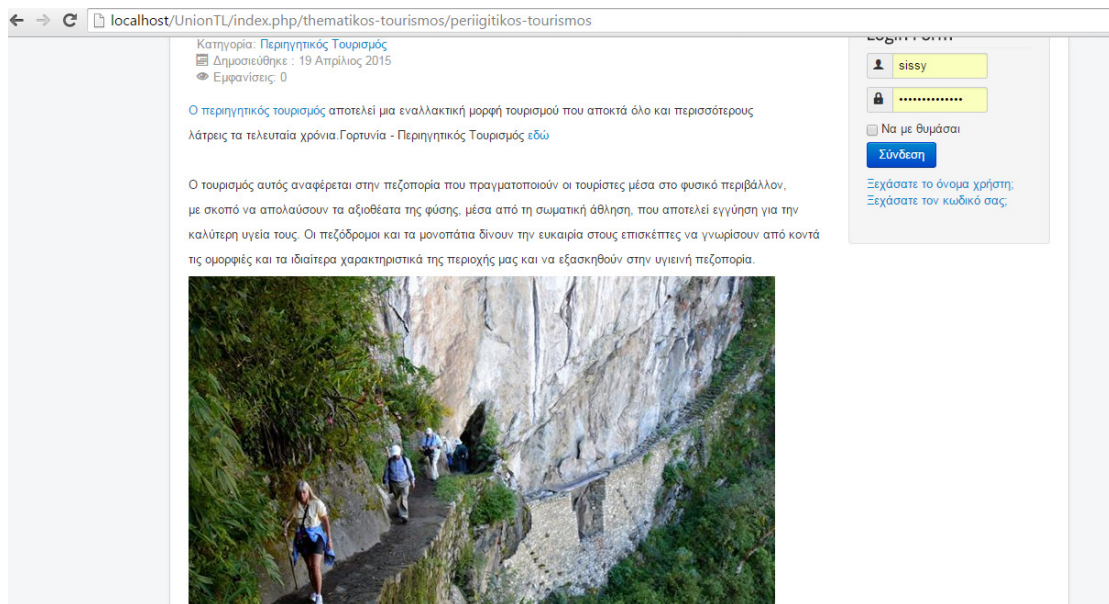 localhost/UnionTL/index.php/thematikos-tourismos/periigitikos-tourismos
Κατηγορία: Περιηγητικός Τουρισμός
Δημοσιεύθηκε : 19 Απρίλιος 2015
Εμφανίσεις: 0
Ο περιηγητικός τουρισμός αποτελεί μια εναλλακτική μορφή τουρισμού που αποκτά όλο και περισσότερους
λάτρεις τα τελευταία χρόνια.Γορτυνία - Περιηγητικός Τουρισμός εδώ
Ο τουρισμός αυτός αναφέρεται στην πεζοπορία που πραγματοποιούν οι τουρίστες μέσα στο φυσικό περιβάλλον,
με σκοπό να απολαύσουν τα αξιοθέατα της φύσης, μέσα από τη σωματική άθληση, που αποτελεί εγγύηση για την
καλύτερη υγεία τους. Οι πεζόδρομοι και τα μονοπάτια δίνουν την ευκαιρία στους επισκέπτες να γνωρίσουν από κοντά
τις ομορφιές και τα ιδιαίτερα χαρακτηριστικά της περιοχής μας και να εξασκηθούν στην υγιεινή πεζοπορία.
Login Form
sissy
••••••••••••••
Να με θυμάσαι
Σύνδεση
Ξεχάσατε το όνομα χρήστη;
Ξεχάσατε τον κωδικό σας;